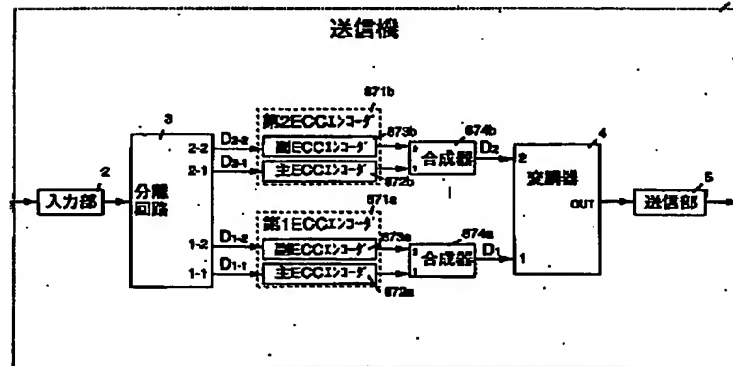 送信機
871b
3
第2ECCエンコーダ
873b
874b
4
D2-2
2-2
副ECCエンコーダ
2
D2
2
D2-1
2-1
主ECCエンコーダ
1
合成器
変調器
2
872b
5
入力部
分離回路
871a
OUT
送信部
第1ECCエンコーダ
873a
874a
D1-2
1-2
副ECCエンコーダ
2
D1
D1-1
1-1
主ECCエンコーダ
1
合成器
1
872a